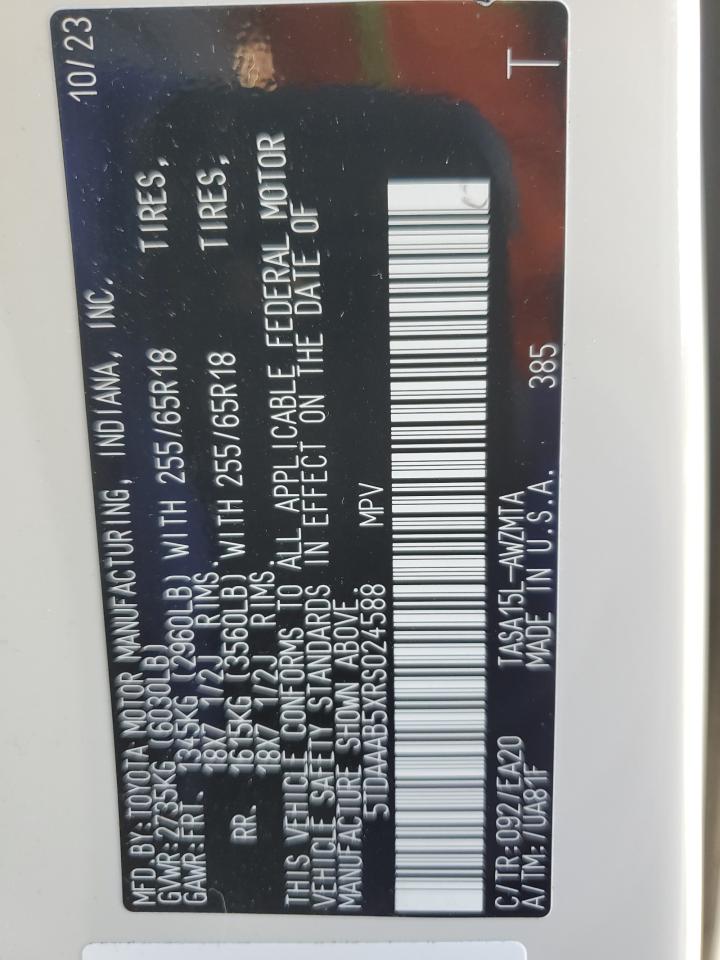 MFD BY:TOYOTA MOTOR MANUFACTURING, INDIANA, INC. 10/23
GVWR:2735KG (6030LB)
GAWR:FRT. 1345KG (2960LB) WITH 255/65R18 TIRES,
18X7 1/2J RIMS.
RR. 1615KG (3560LB) WITH 255/65R18 TIRES,
18X7 1/2J RIMS.
THIS VEHICLE CONFORMS TO ALL APPLICABLE FEDERAL MOTOR
VEHICLE SAFETY STANDARDS IN EFFECT ON THE DATE OF
MANUFACTURE SHOWN ABOVE.
5TDAAAB5XRS024588 MPV
C/TR:092/EA20 TASA15L-AWZMTA
A/TM:/UA81F MADE IN U.S.A. 385 T